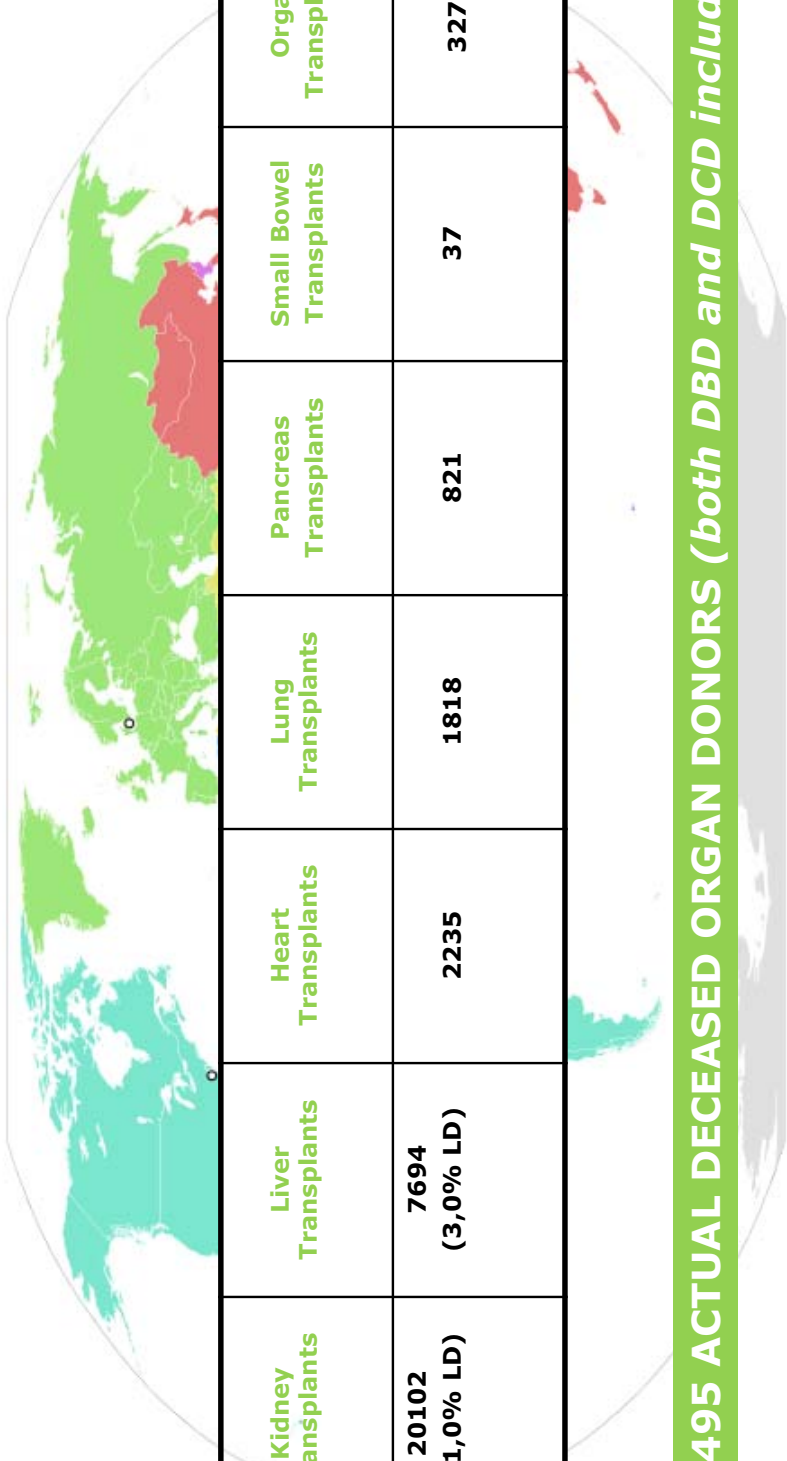 Kidney
ansplants
Liver
Transplants
Heart
Transplants
Lung
Transplants
Pancreas
Transplants
Small Bowel
Transplants
Orga
Transpl
20102
1,0% LD)
7694
(3,0% LD)
2235
1818
821
37
327
495 ACTUAL DECEASED ORGAN DONORS (both DBD and DCD includ